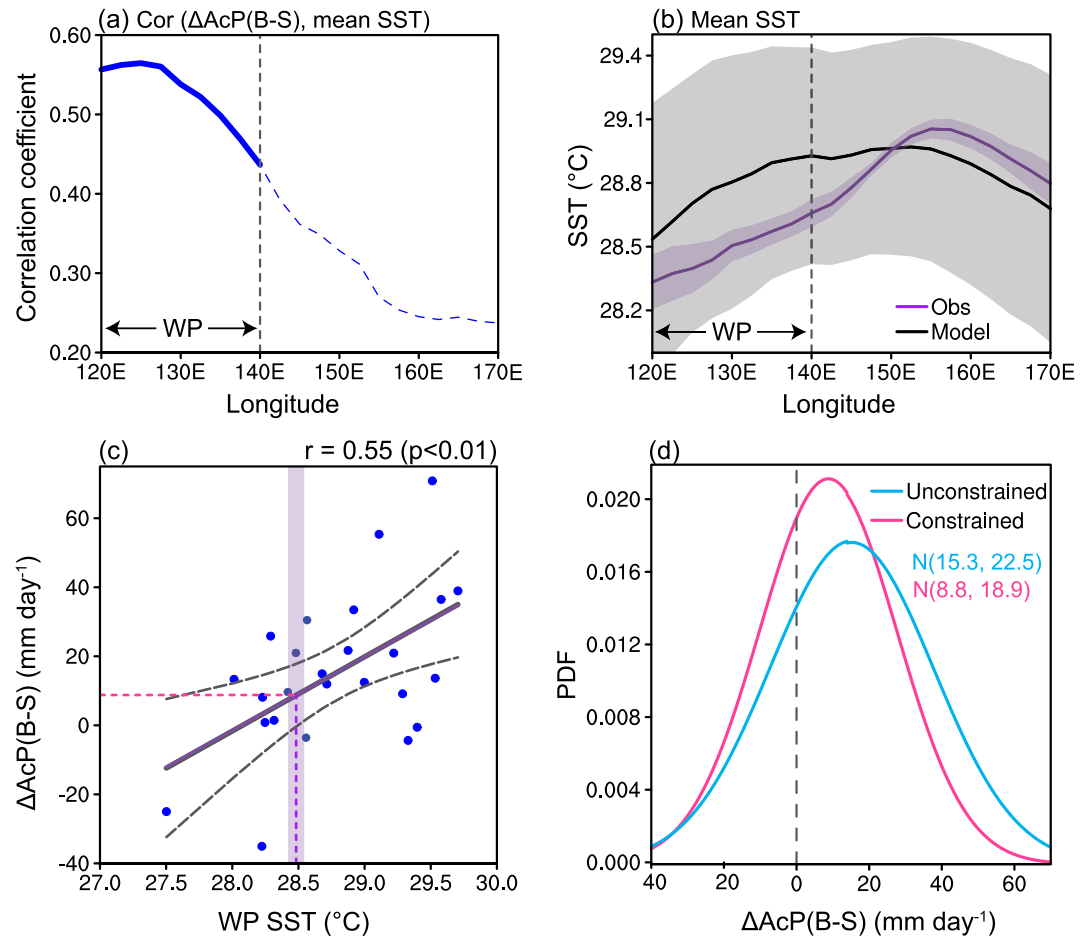 (a) Cor (ΔAcP(B-S), mean SST)
0.60
0.50
0.40
0.30
0.20
Correlation coefficient
WP
120E 130E 140E 150E 160E 170E
Longitude
(b) Mean SST
29.4
29.1
28.8
28.5
28.2
SST (°C)
Obs
Model
WP
120E 130E 140E 150E 160E 170E
Longitude
(c) r = 0.55 (p<0.01)
60
40
20
0
-20
-40
ΔAcP(B-S) (mm day⁻¹)
27.0 27.5 28.0 28.5 29.0 29.5 30.0
WP SST (°C)
(d)
0.020
0.016
0.012
0.008
0.004
0.000
PDF
Unconstrained
Constrained
N(15.3, 22.5)
N(8.8, 18.9)
40 20 0 20 40 60
ΔAcP(B-S) (mm day⁻¹)